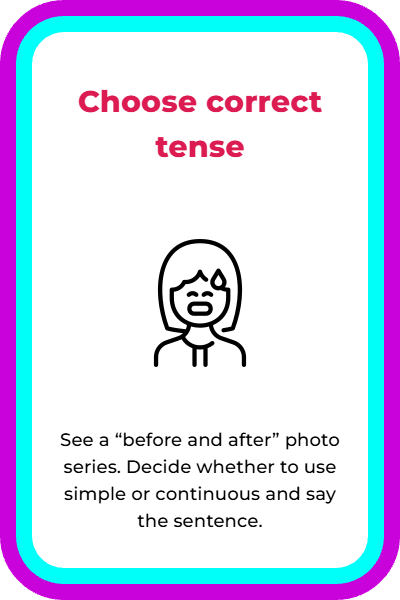 Choose correct
tense
See a “before and after” photo
series. Decide whether to use
simple or continuous and say
the sentence.